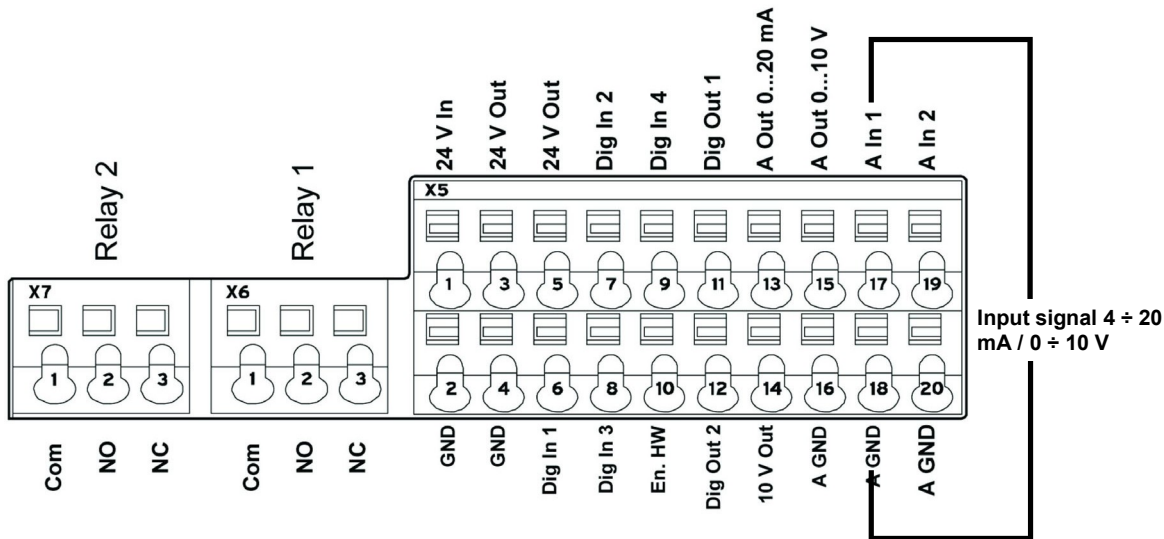 Relay 2
Relay 1
24 V In
24 V Out
24 V Out
Dig In 2
Dig In 4
Dig Out 1
A Out 0...20 mA
A Out 0...10 V
A In 1
A In 2
X5
1
3
5
7
9
11
13
15
17
19
X7
X6
1
2
3
1
2
3
2
4
6
8
10
12
14
16
18
20
Input signal 4 ÷ 20
mA / 0 ÷ 10 V
Com
NO
NC
Com
NO
NC
GND
GND
Dig In 1
Dig In 3
En. HW
Dig Out 2
10 V Out
A GND
A GND
A GND